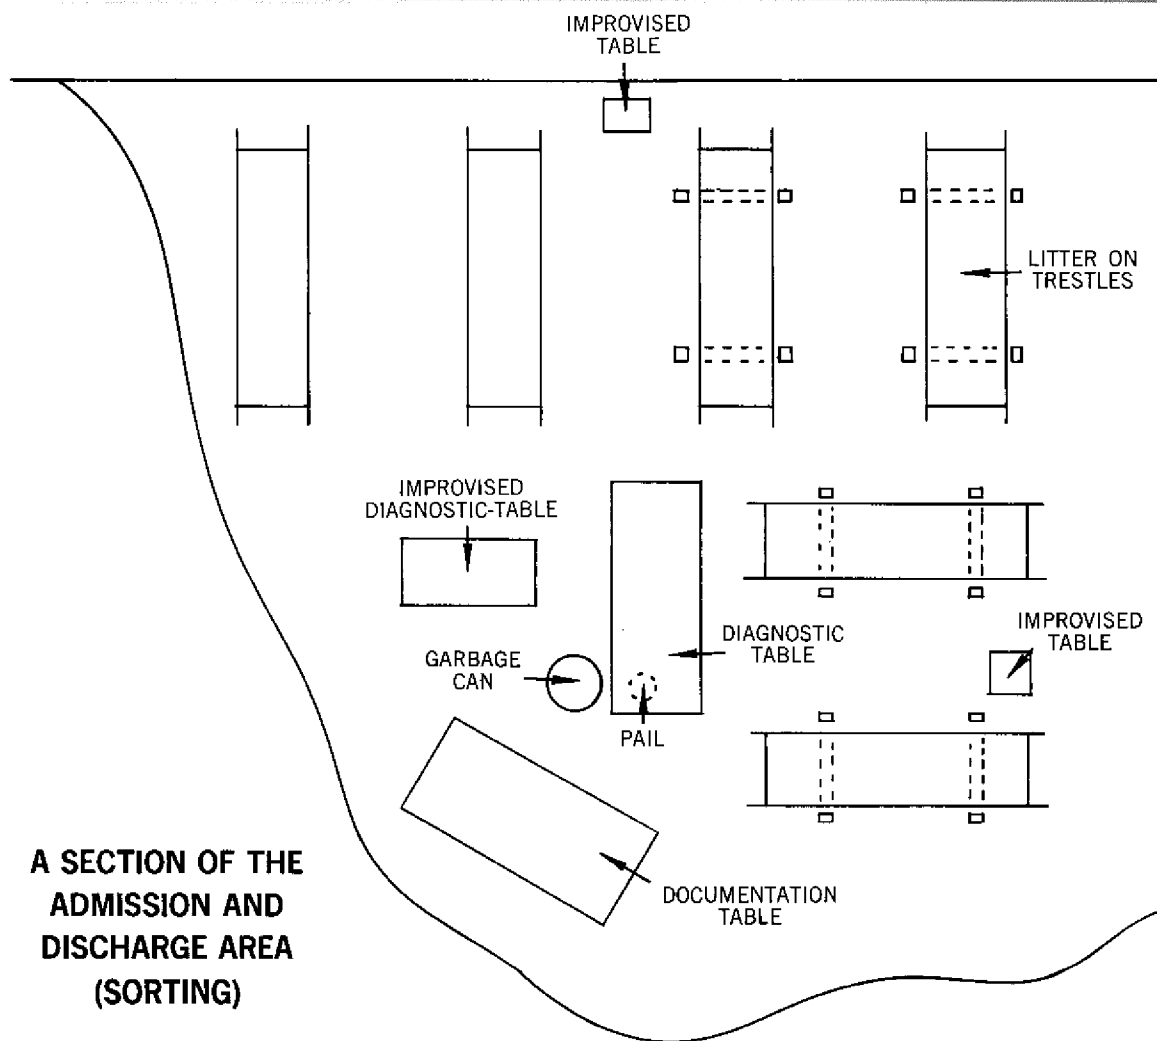 IMPROVISED
TABLE
LITTER ON
TRESTLES
IMPROVISED
DIAGNOSTIC-TABLE
IMPROVISED
TABLE
DIAGNOSTIC
TABLE
GARBAGE
CAN
PAIL
DOCUMENTATION
TABLE
A SECTION OF THE
ADMISSION AND
DISCHARGE AREA
(SORTING)